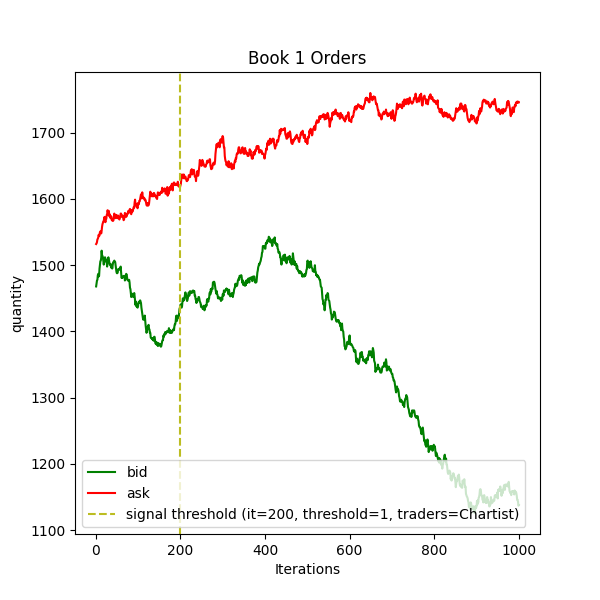 Book 1 Orders
quantity
1700
1600
1500
1400
1300
1200
1100
bid
ask
signal threshold (it=200, threshold=1, traders=Chartist)
0 200 400 600 800 1000
Iterations